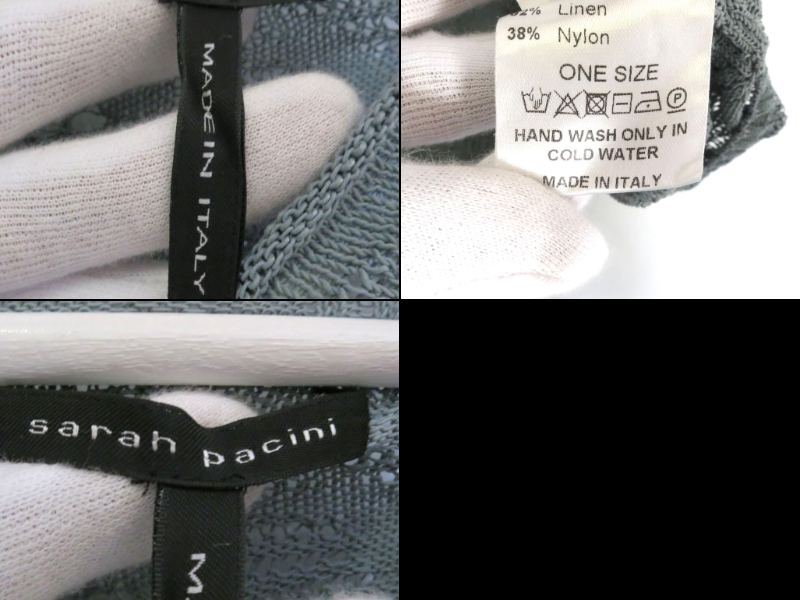 MADE IN ITALY
Linen
38% Nylon
ONE SIZE
P
HAND WASH ONLY IN
COLD WATER
MADE IN ITALY
sarah pacini
M